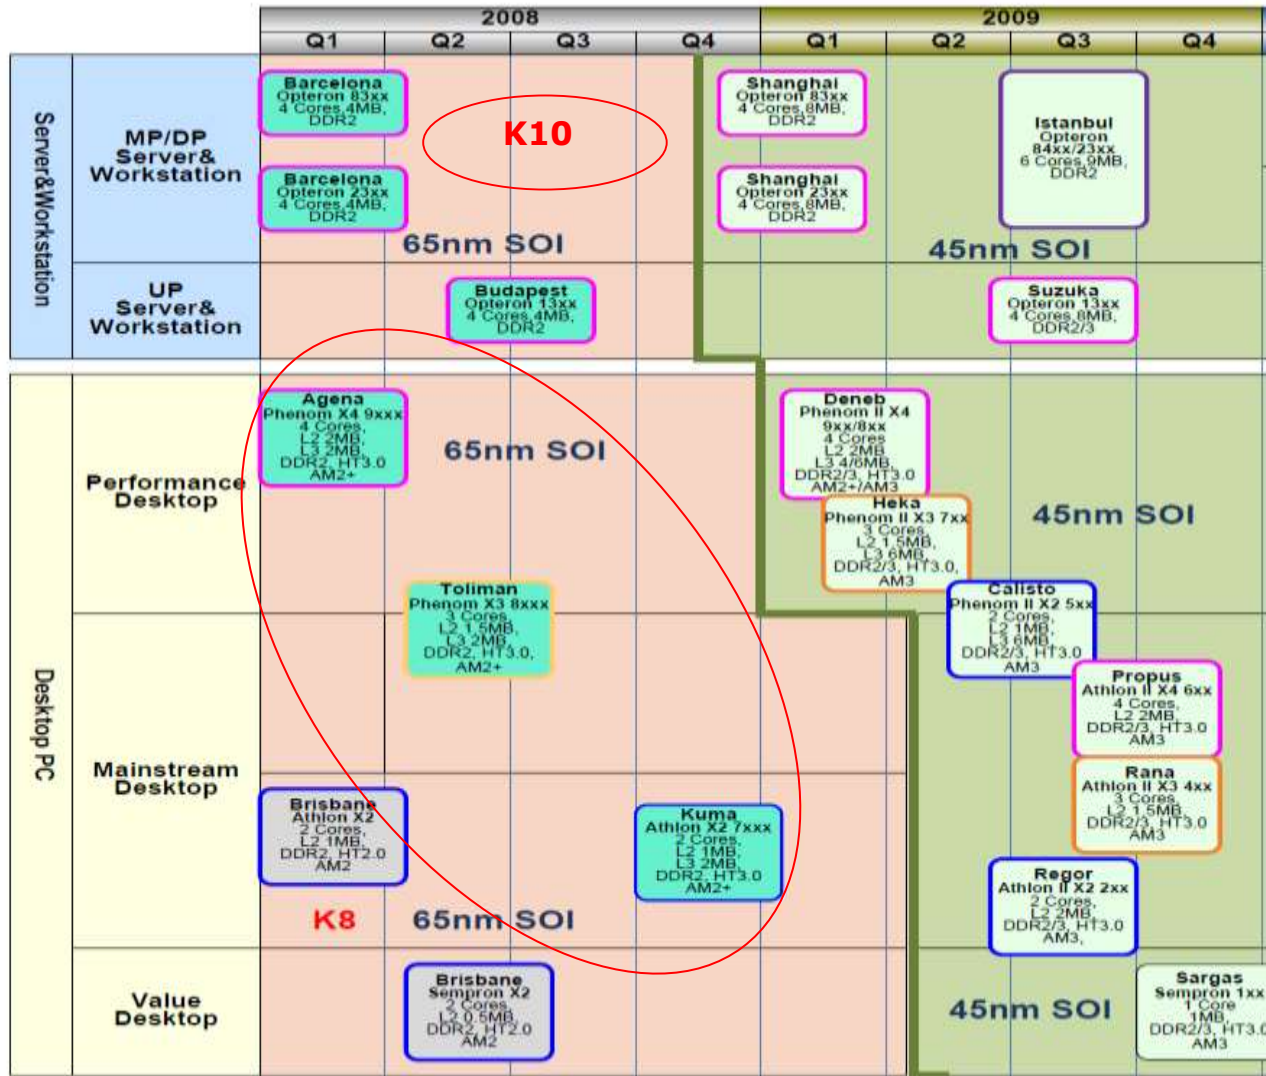 2008
2009
Q1
Q2
Q3
Q4
Q1
Q2
Q3
Q4
Server&Workstation
MP/DP
Server&
Workstation
Barcelona
Opteron 83xx
4 Cores,4MB,
DDR2
Barcelona
Opteron 23xx
4 Cores,4MB,
DDR2
K10
65nm SOI
Shanghai
Opteron 83xx
4 Cores,8MB,
DDR2
Shanghai
Opteron 23xx
4 Cores,8MB,
DDR2
Istanbul
Opteron
84xx/23xx
6 Cores,9MB,
DDR2
45nm SOI
UP
Server&
Workstation
Budapest
Opteron 13xx
4 Cores,4MB,
DDR2
Suzuka
Opteron 13xx
4 Cores,8MB,
DDR2/3
Desktop PC
Performance
Desktop
Agena
Phenom X4 9xxx
4 Cores,
L2 2MB,
L3 2MB,
DDR2, HT3.0
AM2+
65nm SOI
Deneb
Phenom II X4
9xx/8xx
4 Cores
L2 2MB
L3 4/6MB,
DDR2/3, HT3.0
AM2+/AM3
Heka
Phenom II X3 7xx
3 Cores,
L2 1,5MB,
L3 6MB,
DDR2/3, HT3.0,
AM3
45nm SOI
Toliman
Phenom X3 8xxx
3 Cores,
L2 1,5MB,
L3 2MB,
DDR2, HT3.0,
AM2+
Calisto
Phenom II X2 5xx
2 Cores,
L2 1MB,
L3 6MB,
DDR2/3, HT3.0
AM3
Mainstream
Desktop
Propus
Athlon II X4 6xx
4 Cores,
L2 2MB,
DDR2/3, HT3.0
AM3
Rana
Athlon II X3 4xx
3 Cores,
L2 1,5MB,
DDR2/3, HT3.0
AM3
Brisbane
Athlon X2
2 Cores,
L2 1MB,
DDR2, HT2.0
AM2
Kuma
Athlon X2 7xxx
2 Cores,
L2 1MB,
L3 2MB,
DDR2, HT3.0
AM2+
Regor
Athlon II X2 2xx
2 Cores,
L2 2MB,
DDR2/3, HT3.0
AM3,
K8
65nm SOI
Value
Desktop
Brisbane
Sempron X2
2 Cores,
L2 0,5MB,
DDR2, HT2.0
AM2
45nm SOI
Sargas
Sempron 1xx
1 Core
1MB,
DDR2/3, HT3.0
AM3